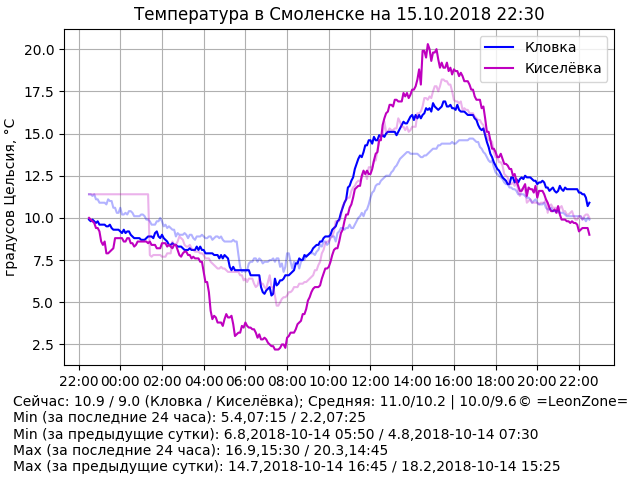 Температура в Смоленске на 15.10.2018 22:30
градусов Цельсия, °C
20.0
17.5
15.0
12.5
10.0
7.5
5.0
2.5
Кловка
Киселёвка
22:00 00:00 02:00 04:00 06:00 08:00 10:00 12:00 14:00 16:00 18:00 20:00 22:00
Сейчас: 10.9 / 9.0 (Кловка / Киселёвка); Средняя: 11.0/10.2 | 10.0/9.6© =LeonZone=
Min (за последние 24 часа): 5.4,07:15 / 2.2,07:25
Min (за предыдущие сутки): 6.8,2018-10-14 05:50 / 4.8,2018-10-14 07:30
Max (за последние 24 часа): 16.9,15:30 / 20.3,14:45
Max (за предыдущие сутки): 14.7,2018-10-14 16:45 / 18.2,2018-10-14 15:25